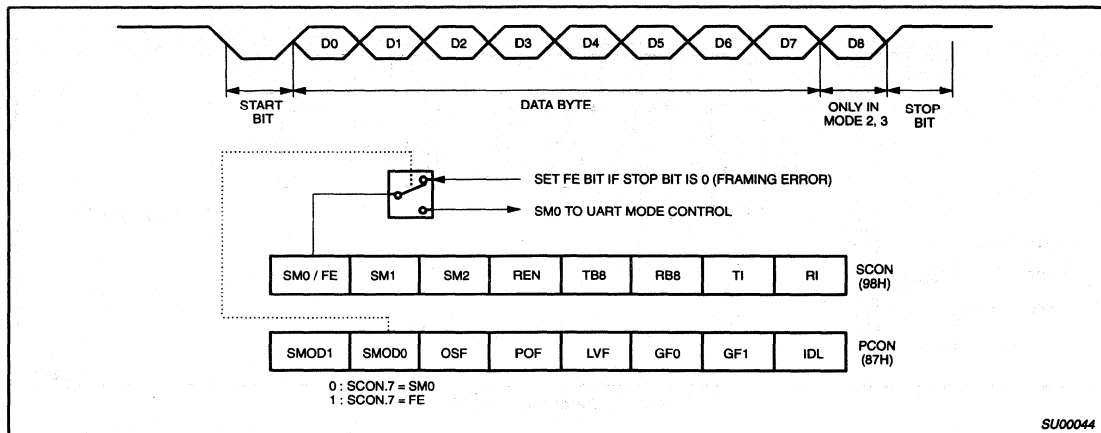 D0 D1 D2 D3 D4 D5 D6 D7 D8
START
BIT
DATA BYTE
ONLY IN
MODE 2, 3
STOP
BIT
SET FE BIT IF STOP BIT IS 0 (FRAMING ERROR)
SM0 TO UART MODE CONTROL
SM0 / FE SM1 SM2 REN TB8 RB8 TI RI
SCON
(98H)
SMOD1 SMOD0 OSF POF LVF GF0 GF1 IDL
PCON
(87H)
0 : SCON.7 = SM0
1 : SCON.7 = FE
SU00044